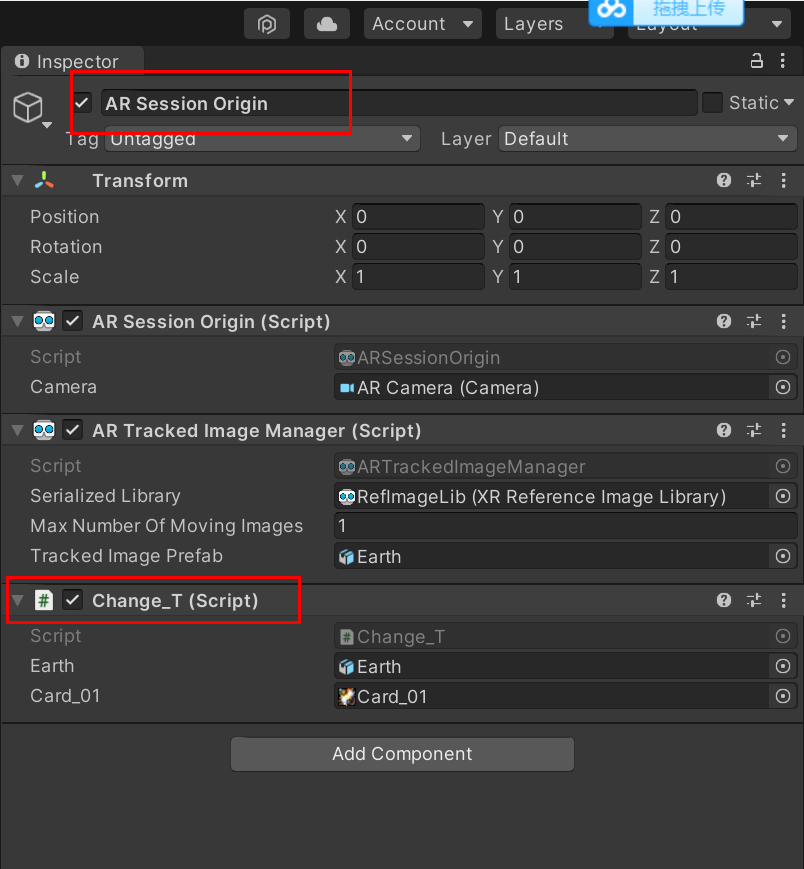 拖拽上传
Account Layers Layout
Inspector
AR Session Origin Static
Tag Untagged Layer Default
Transform
Position X 0 Y 0 Z 0
Rotation X 0 Y 0 Z 0
Scale X 1 Y 1 Z 1
AR Session Origin (Script)
Script ARSessionOrigin
Camera AR Camera (Camera)
AR Tracked Image Manager (Script)
Script ARTrackedImageManager
Serialized Library RefImageLib (XR Reference Image Library)
Max Number Of Moving Images 1
Tracked Image Prefab Earth
# Change_T (Script)
Script # Change_T
Earth Earth
Card_01 Card_01
Add Component